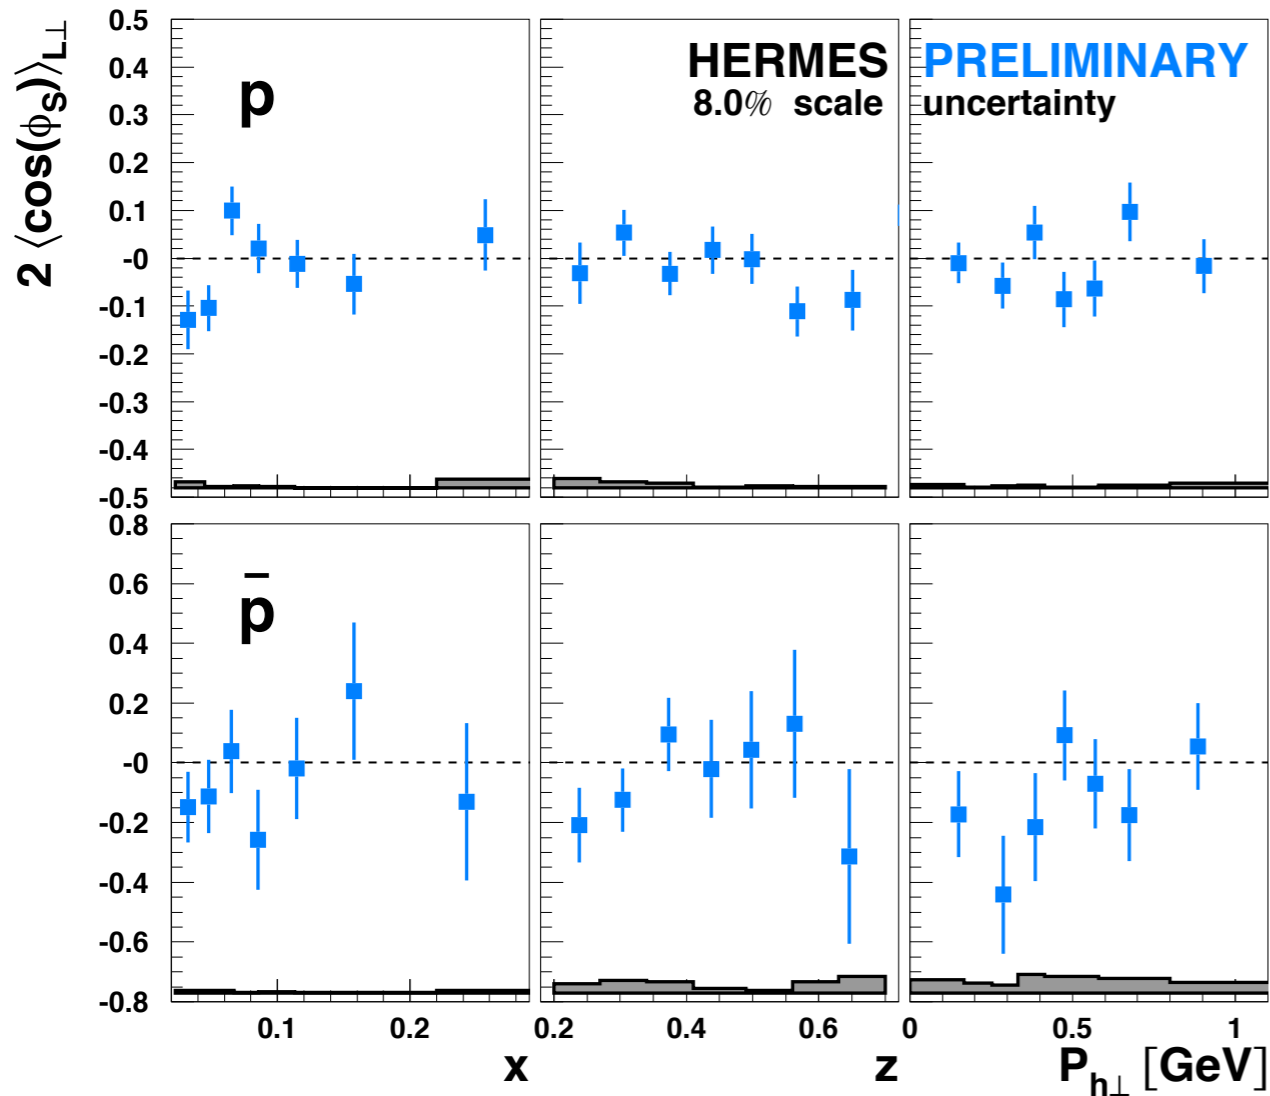 2 ⟨cos(ϕS)⟩L⊥
HERMES PRELIMINARY
8.0% scale uncertainty
p
0.5
0.4
0.3
0.2
0.1
-0
-0.1
-0.2
-0.3
-0.4
-0.5
p̄
0.8
0.6
0.4
0.2
-0
-0.2
-0.4
-0.6
-0.8
0.1 0.2 0.2 0.4 0.6 0 0.5 1
x z Ph⊥ [GeV]